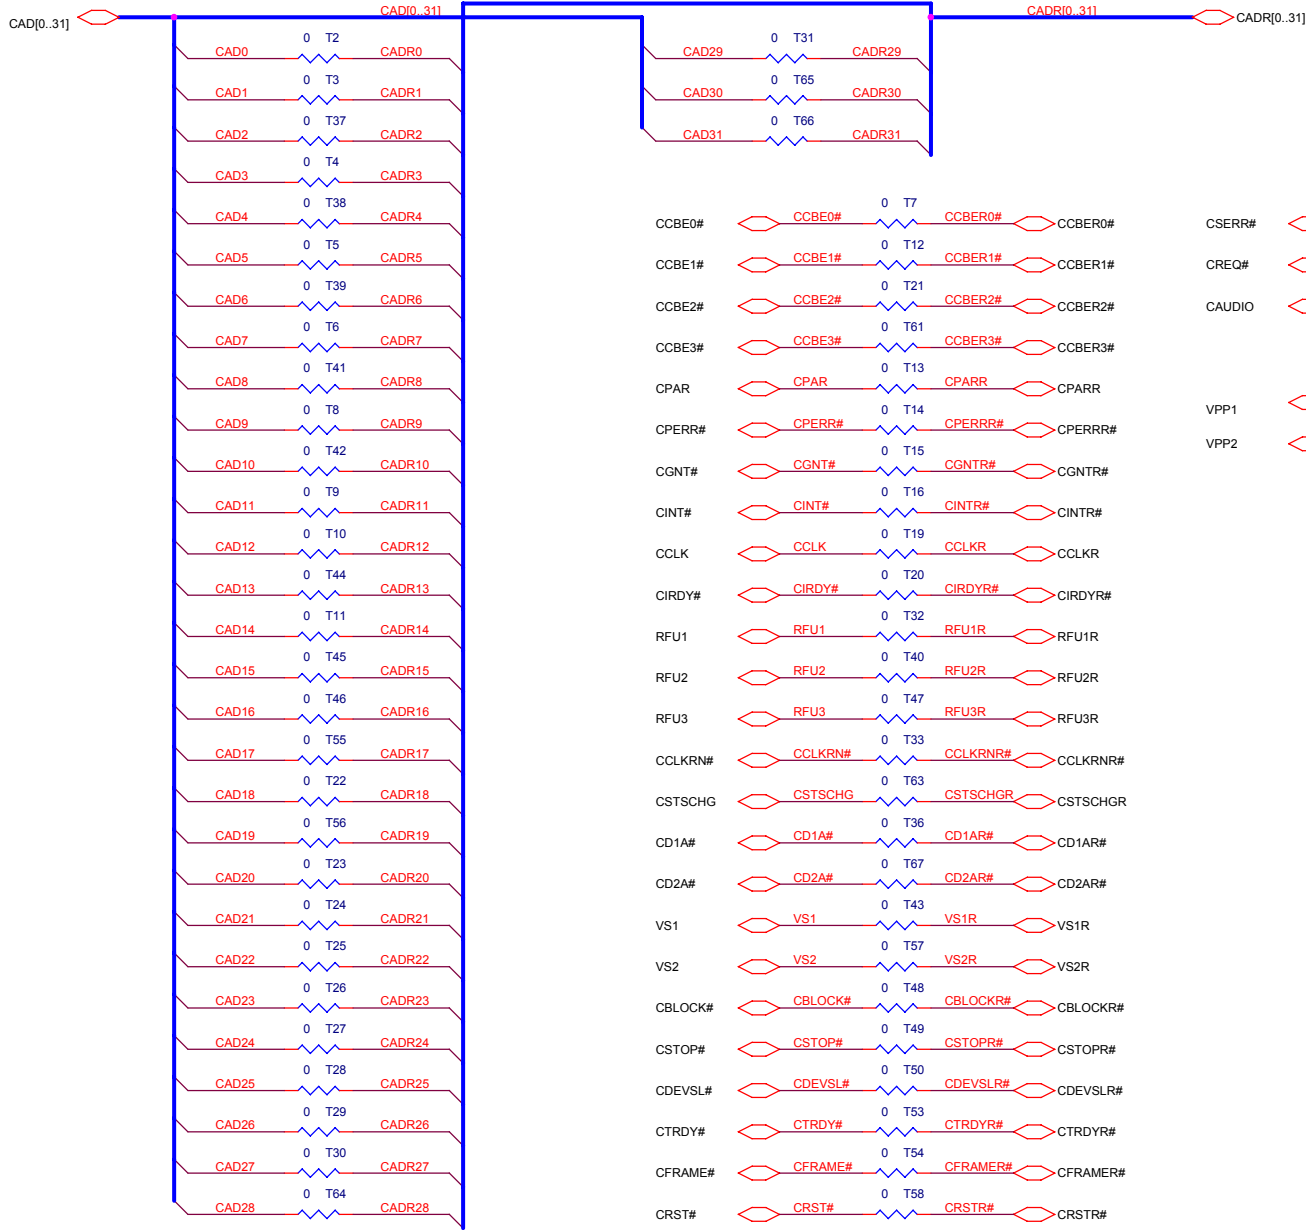 CAD[0..31] CAD[0..31] CADR[0..31] CADR[0..31]
0 T2
CAD0 CADR0
0 T3
CAD1 CADR1
0 T37
CAD2 CADR2
0 T4
CAD3 CADR3
0 T38
CAD4 CADR4
0 T5
CAD5 CADR5
0 T39
CAD6 CADR6
0 T6
CAD7 CADR7
0 T41
CAD8 CADR8
0 T8
CAD9 CADR9
0 T42
CAD10 CADR10
0 T9
CAD11 CADR11
0 T10
CAD12 CADR12
0 T44
CAD13 CADR13
0 T11
CAD14 CADR14
0 T45
CAD15 CADR15
0 T46
CAD16 CADR16
0 T55
CAD17 CADR17
0 T22
CAD18 CADR18
0 T56
CAD19 CADR19
0 T23
CAD20 CADR20
0 T24
CAD21 CADR21
0 T25
CAD22 CADR22
0 T26
CAD23 CADR23
0 T27
CAD24 CADR24
0 T28
CAD25 CADR25
0 T29
CAD26 CADR26
0 T30
CAD27 CADR27
0 T64
CAD28 CADR28
0 T31
CAD29 CADR29
0 T65
CAD30 CADR30
0 T66
CAD31 CADR31
0 T7
CCBE0# CCBE0# CCBER0# CCBER0#
0 T12
CCBE1# CCBE1# CCBER1# CCBER1#
0 T21
CCBE2# CCBE2# CCBER2# CCBER2#
0 T61
CCBE3# CCBE3# CCBER3# CCBER3#
0 T13
CPAR CPAR CPARR CPARR
0 T14
CPERR# CPERR# CPERRR# CPERRR#
0 T15
CGNT# CGNT# CGNTR# CGNTR#
0 T16
CINT# CINT# CINTR# CINTR#
0 T19
CCLK CCLK CCLKR CCLKR
0 T20
CIRDY# CIRDY# CIRDYR# CIRDYR#
0 T32
RFU1 RFU1 RFU1R RFU1R
0 T40
RFU2 RFU2 RFU2R RFU2R
0 T47
RFU3 RFU3 RFU3R RFU3R
0 T33
CCLKRN# CCLKRN# CCLKRNR# CCLKRNR#
0 T63
CSTSCHG CSTSCHG CSTSCHGR CSTSCHGR
0 T36
CD1A# CD1A# CD1AR# CD1AR#
0 T67
CD2A# CD2A# CD2AR# CD2AR#
0 T43
VS1 VS1 VS1R VS1R
0 T57
VS2 VS2 VS2R VS2R
0 T48
CBLOCK# CBLOCK# CBLOCKR# CBLOCKR#
0 T49
CSTOP# CSTOP# CSTOPR# CSTOPR#
0 T50
CDEVSL# CDEVSL# CDEVSLR# CDEVSLR#
0 T53
CTRDY# CTRDY# CTRDYR# CTRDYR#
0 T54
CFRAME# CFRAME# CFRAMER# CFRAMER#
0 T58
CRST# CRST# CRSTR# CRSTR#
CSERR#
CREQ#
CAUDIO
VPP1
VPP2